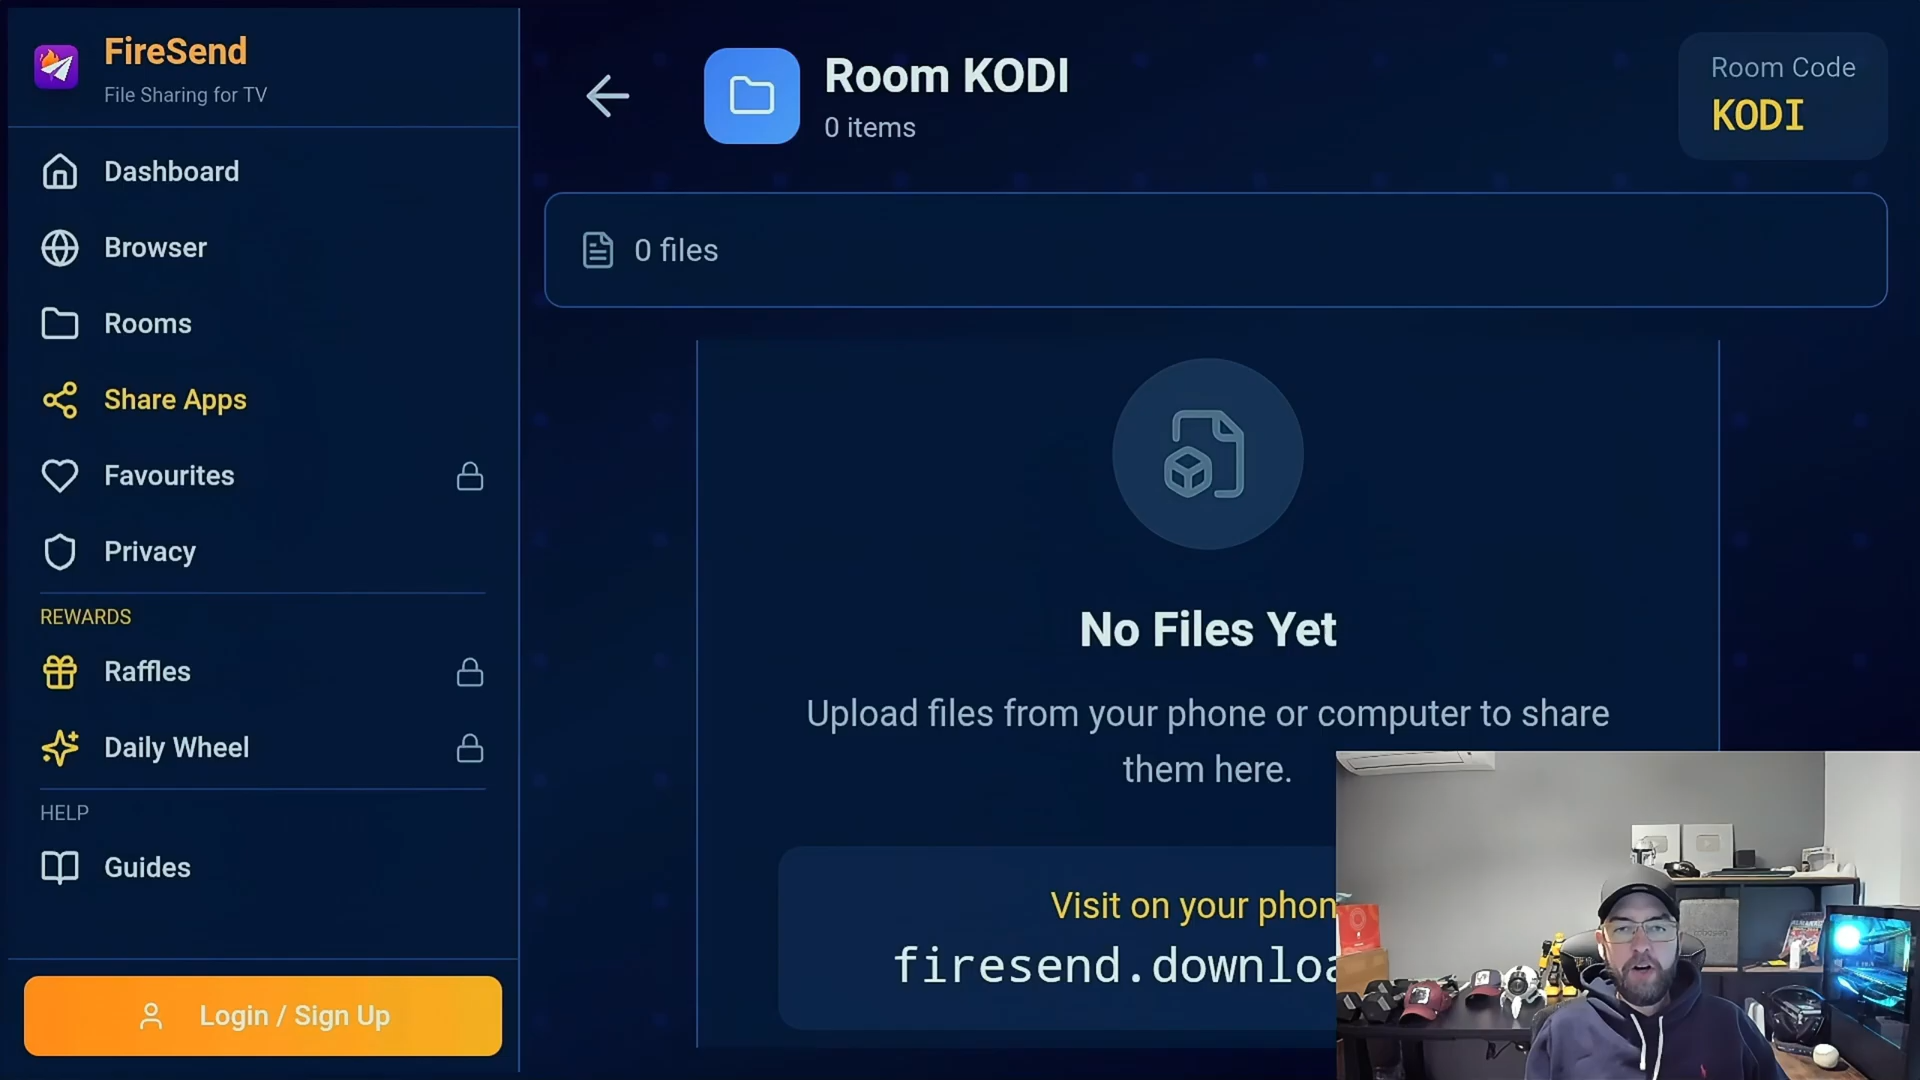 FireSend
File Sharing for TV
Dashboard
Browser
Rooms
Share Apps
Favourites
Privacy
REWARDS
Raffles
Daily Wheel
HELP
Guides
Login / Sign Up
Room KODI
0 items
Room Code
KODI
0 files
No Files Yet
Upload files from your phone or computer to share
them here.
Visit on your phon
firesend.downloa